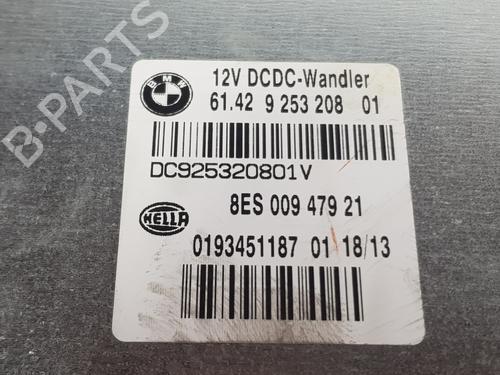 BMW
12V DCDC-Wandler
61.42 9 253 208 01
DC925320801V
HELLA
8ES 009 479 21
0193451187 01 18/13